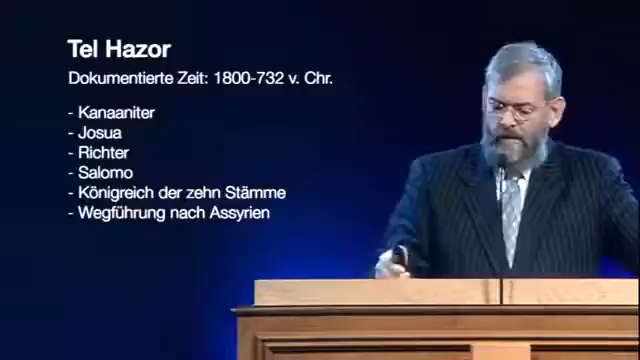 Tel Hazor
Dokumentierte Zeit: 1800-732 v. Chr.
- Kanaaniter
- Josua
- Richter
- Salomo
- Königreich der zehn Stämme
- Wegführung nach Assyrien